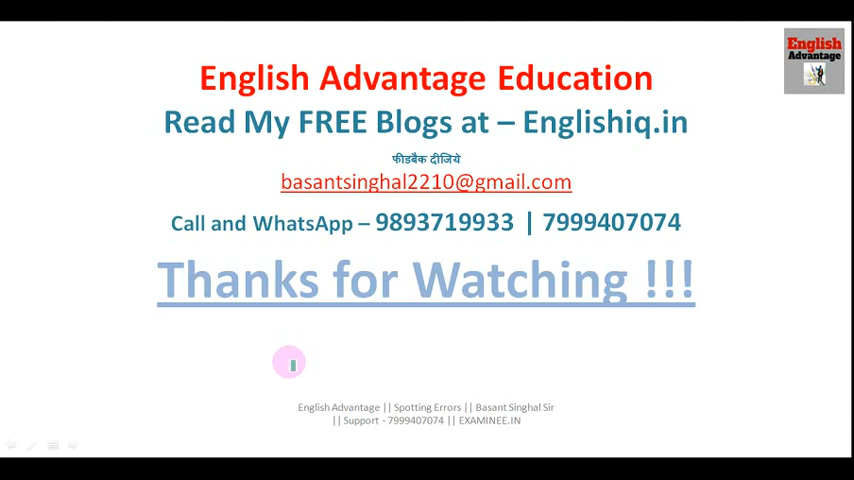 English Advantage Education
English
Advantage
Read My FREE Blogs at – Englishiq.in
फीडबैक दीजिये
basantsinghal2210@gmail.com
Call and WhatsApp – 9893719933 | 7999407074
Thanks for Watching !!!
English Advantage || Spotting Errors || Basant Singhal Sir
|| Support - 7999407074 || EXAMINEE.IN